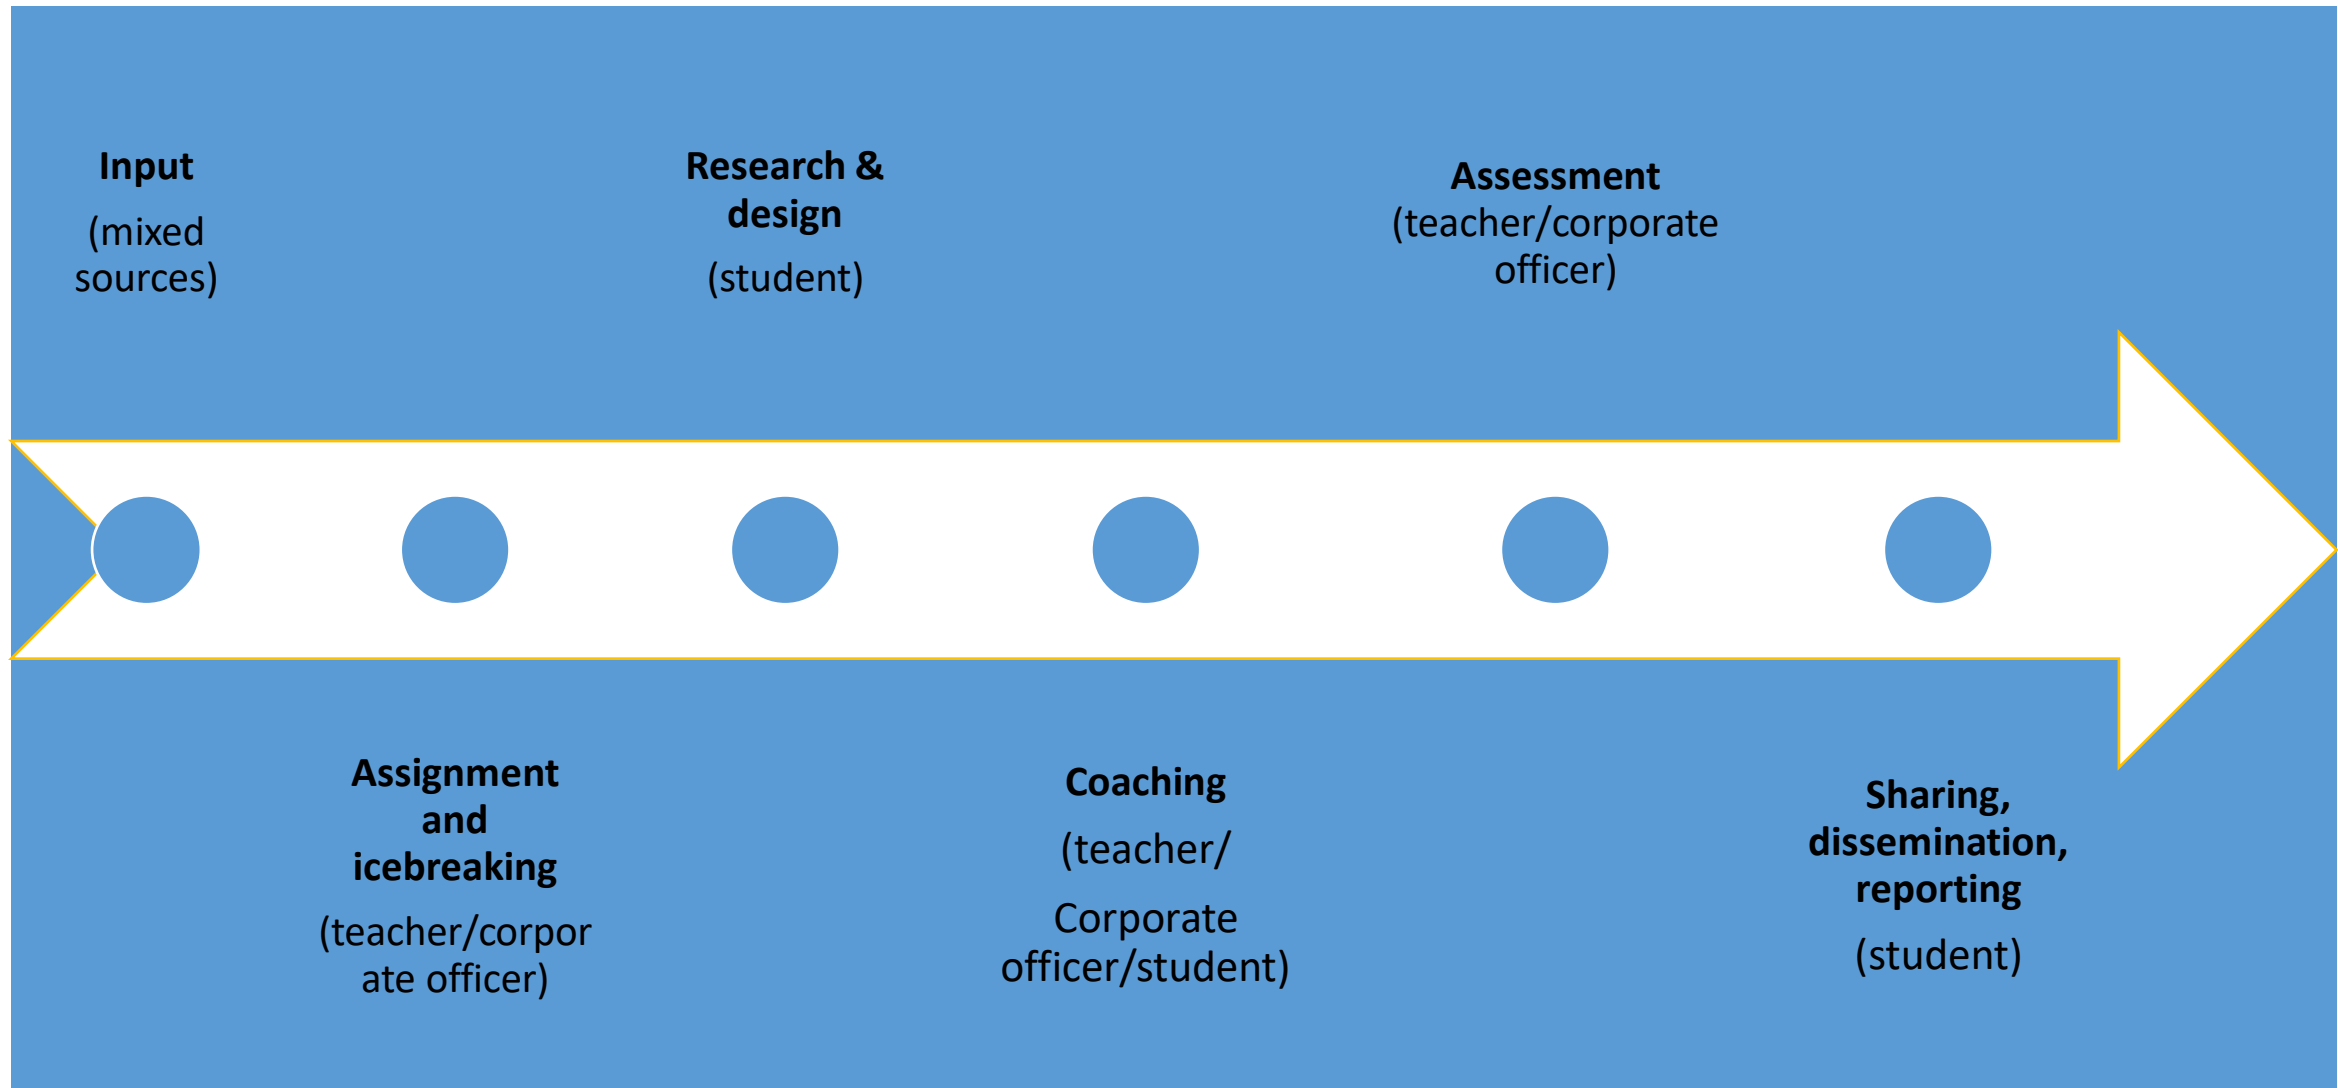 Input
(mixed
sources)
Assignment
and
icebreaking
(teacher/corpor
ate officer)
Research &
design
(student)
Coaching
(teacher/
Corporate
officer/student)
Assessment
(teacher/corporate
officer)
Sharing,
dissemination,
reporting
(student)